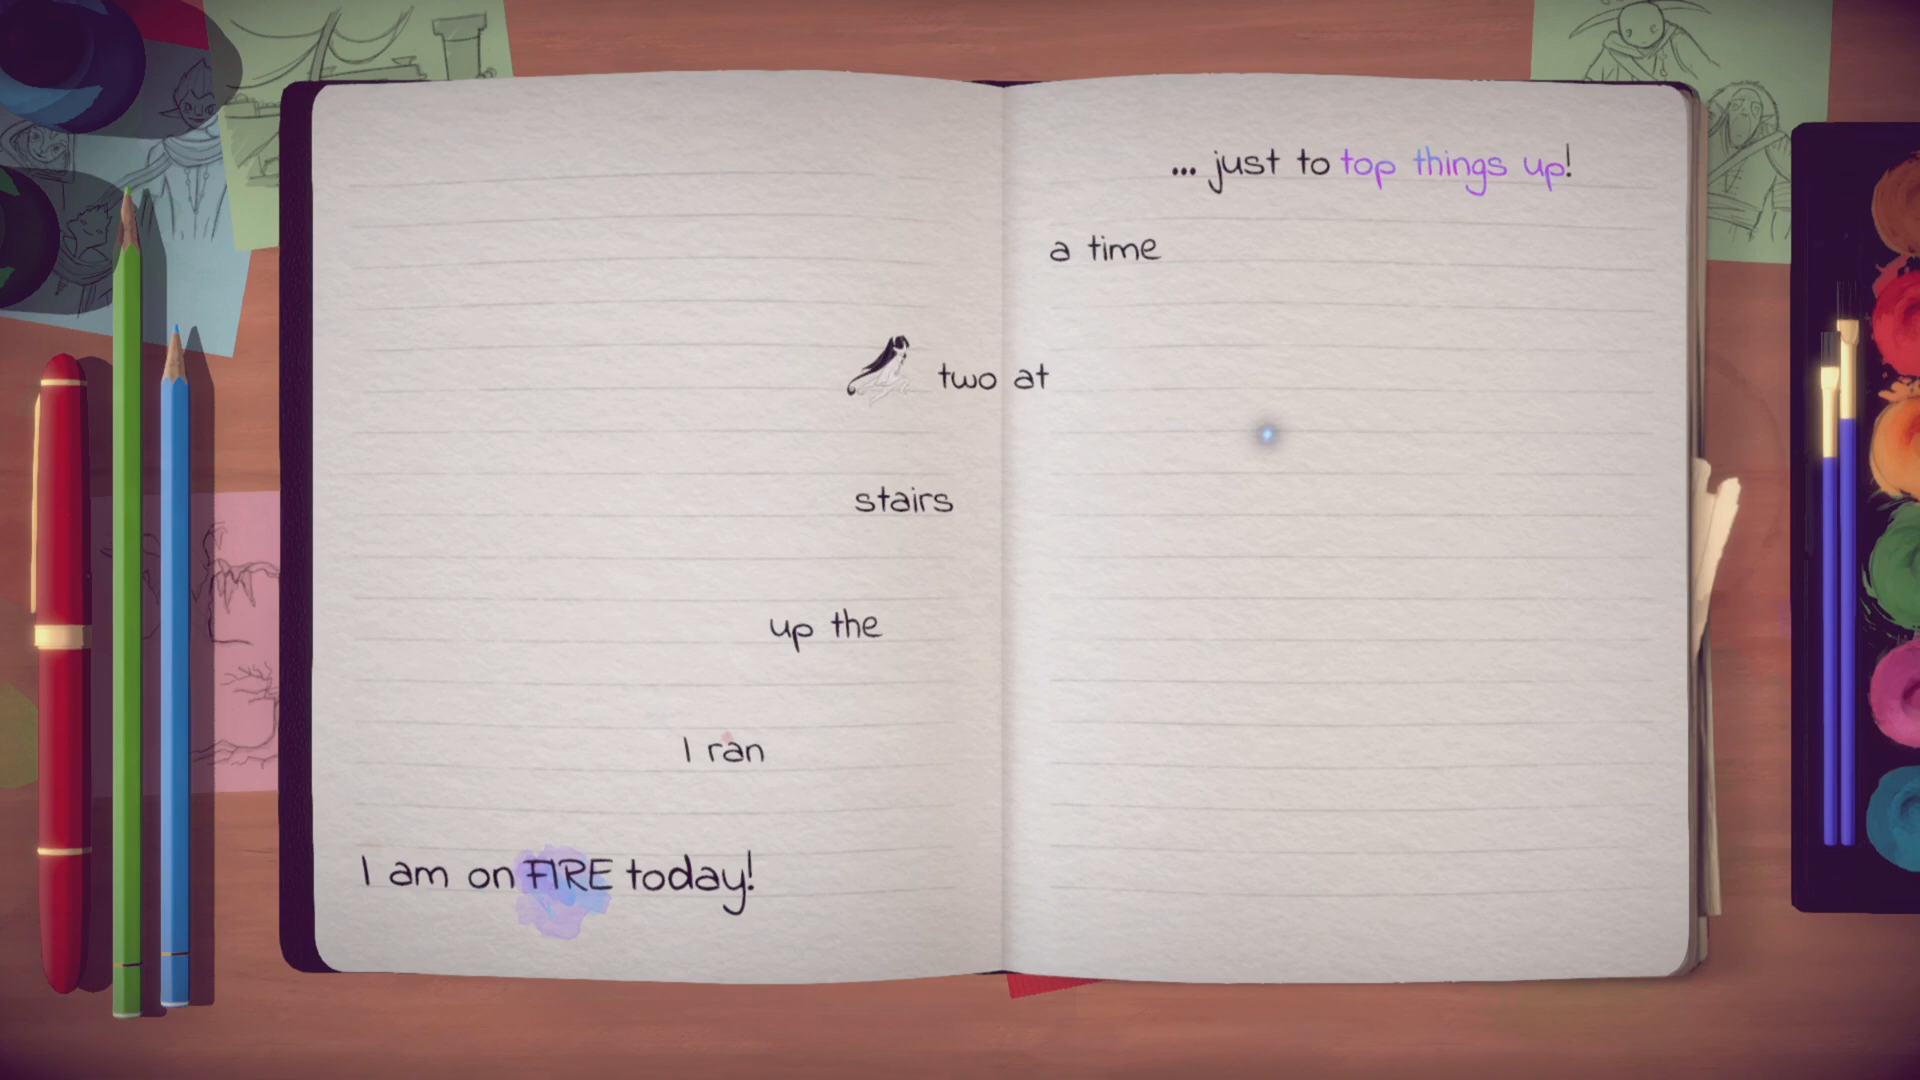 I am on FIRE today!
I ran
up the
stairs
two at
a time
... just to top things up!